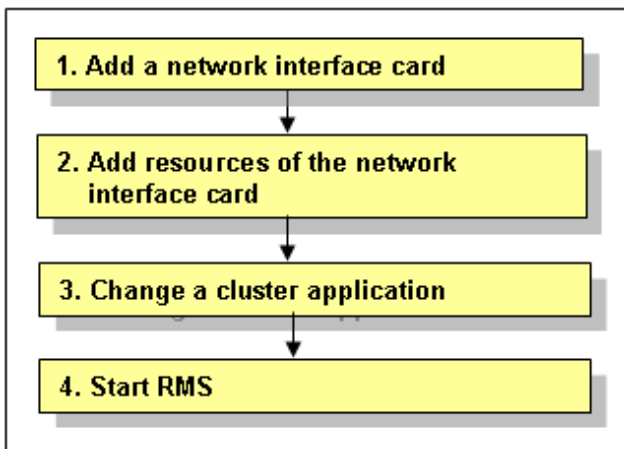 1. Add a network interface card
2. Add resources of the network
interface card
3. Change a cluster application
4. Start RMS